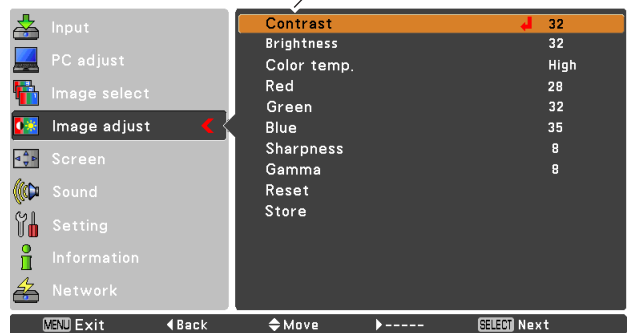 Input
PC adjust
Image select
Image adjust
Screen
Sound
Setting
Information
Network
Contrast 32
Brightness 32
Color temp. High
Red 28
Green 32
Blue 35
Sharpness 8
Gamma 8
Reset
Store
MENU Exit Back Move ----- SELECT Next